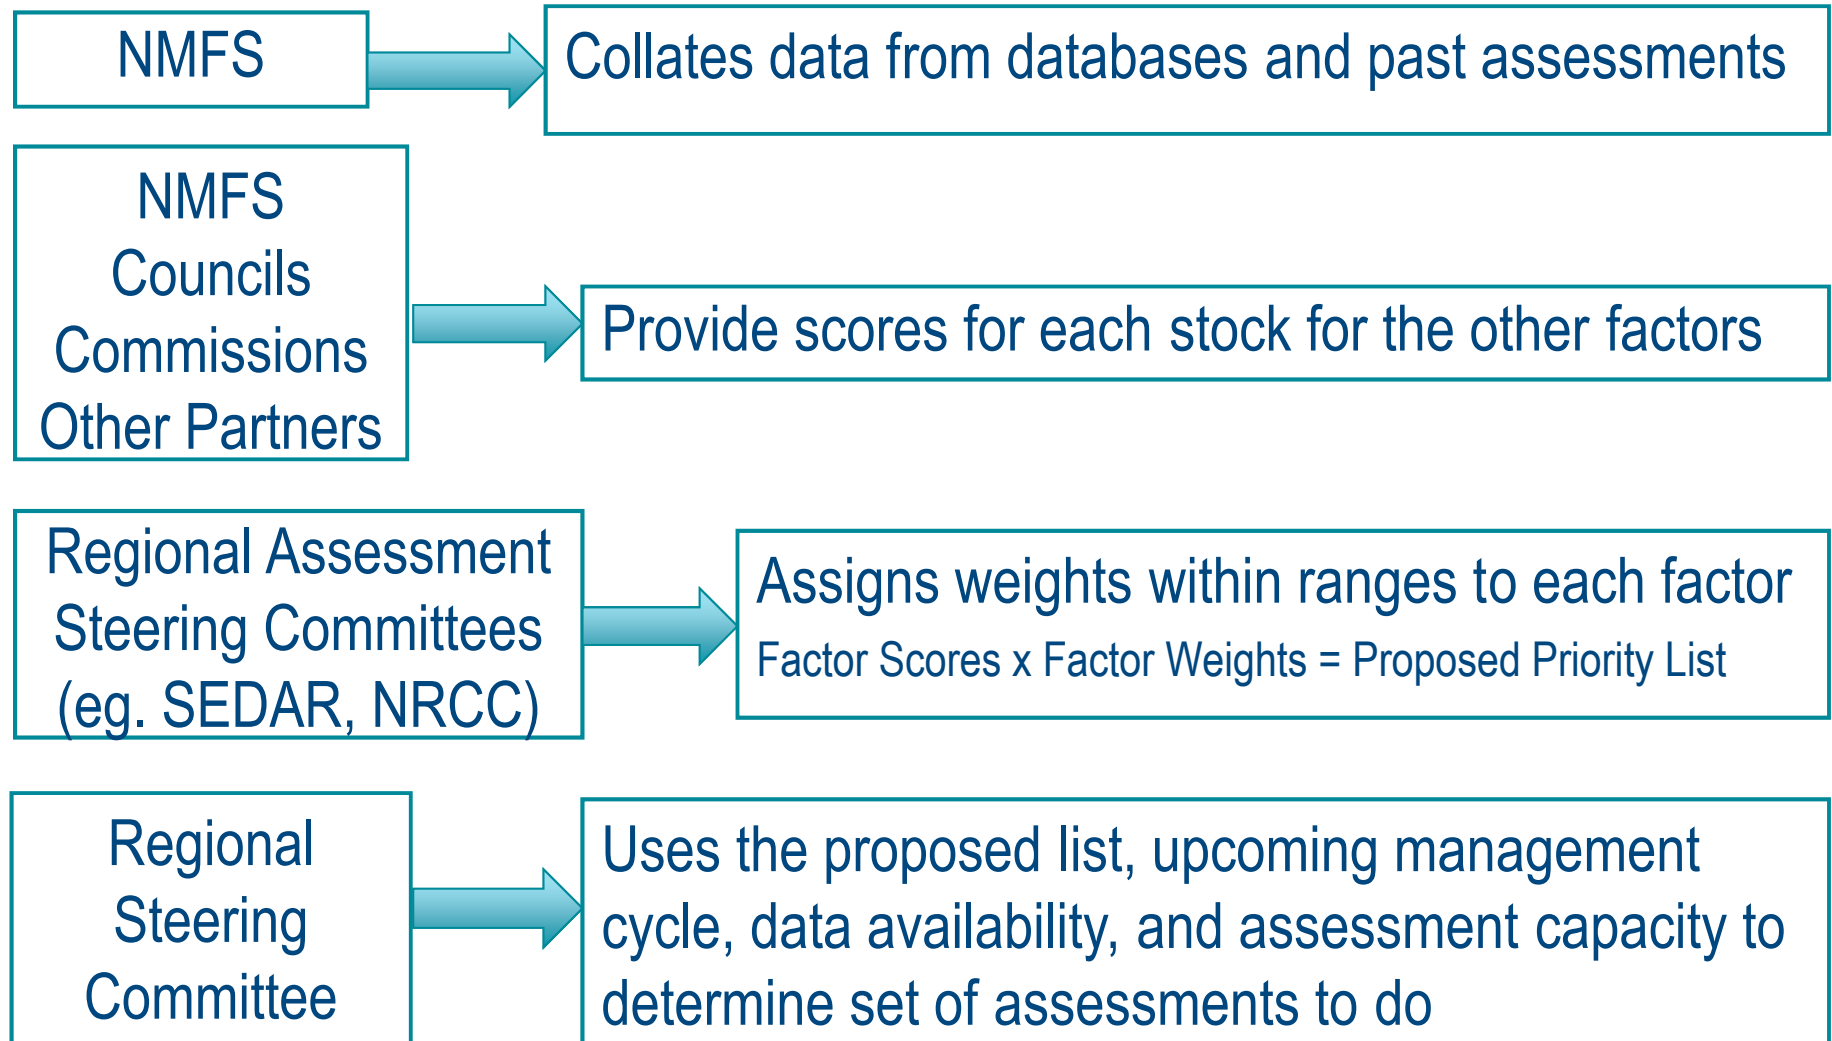 NMFS
Collates data from databases and past assessments
NMFS
Councils
Commissions
Other Partners
Provide scores for each stock for the other factors
Regional Assessment
Steering Committees
(eg. SEDAR, NRCC)
Assigns weights within ranges to each factor
Factor Scores x Factor Weights = Proposed Priority List
Regional
Steering
Committee
Uses the proposed list, upcoming management
cycle, data availability, and assessment capacity to
determine set of assessments to do